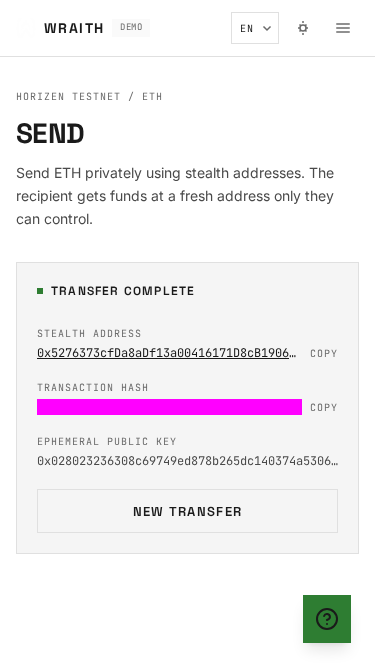 WRAITH DEMO EN
HORIZEN TESTNET / ETH
SEND
Send ETH privately using stealth addresses. The
recipient gets funds at a fresh address only they
can control.
TRANSFER COMPLETE
STEALTH ADDRESS
0x5276373cfDa8aDf13a00416171D8cB1906… COPY
TRANSACTION HASH
COPY
EPHEMERAL PUBLIC KEY
0x028023236308c69749ed878b265dc140374a5306…
NEW TRANSFER